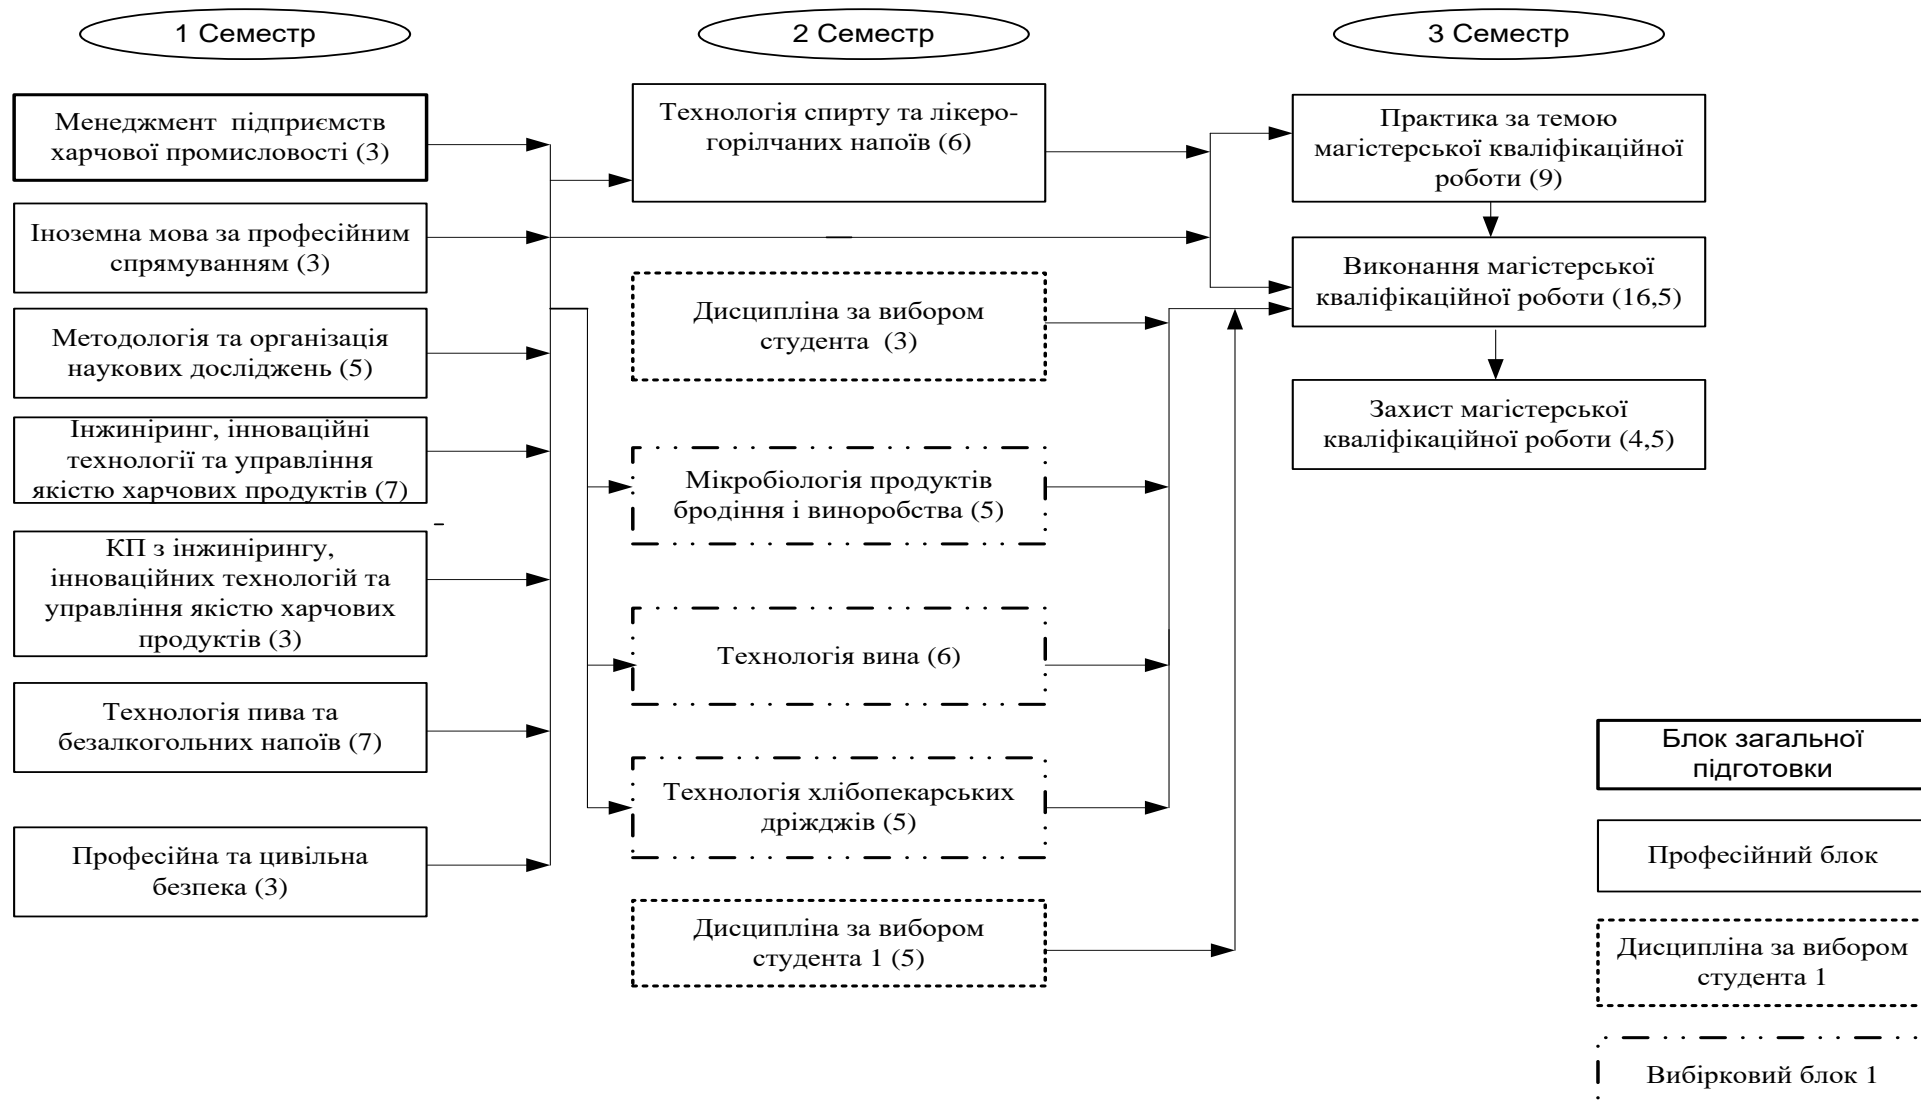 1 Семестр
2 Семестр
3 Семестр
Менеджмент підприємств
харчової промисловості (3)
Іноземна мова за професійним
спрямуванням (3)
Методологія та організація
наукових досліджень (5)
Інжиніринг, інноваційні
технології та управління
якістю харчових продуктів (7)
КП з інжинірингу,
інноваційних технологій та
управління якістю харчових
продуктів (3)
Технологія пива та
безалкогольних напоїв (7)
Професійна та цивільна
безпека (3)
Технологія спирту та лікеро-
горілчаних напоїв (6)
Дисципліна за вибором
студента (3)
Мікробіологія продуктів
бродіння і виноробства (5)
Технологія вина (6)
Технологія хлібопекарських
дріжджів (5)
Дисципліна за вибором
студента 1 (5)
Практика за темою
магістерської кваліфікаційної
роботи (9)
Виконання магістерської
кваліфікаційної роботи (16,5)
Захист магістерської
кваліфікаційної роботи (4,5)
Блок загальної
підготовки
Професійний блок
Дисципліна за вибором
студента 1
Вибірковий блок 1